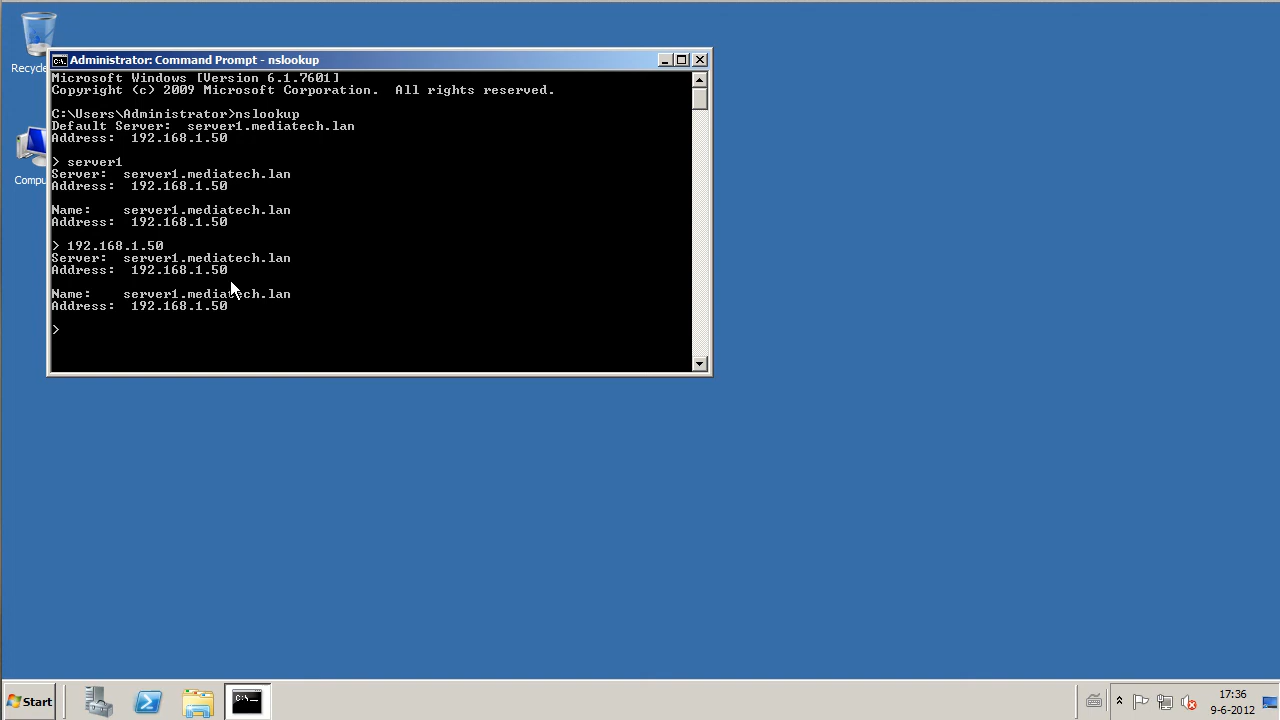 Recycle
Compu
Administrator: Command Prompt - nslookup
Microsoft Windows [Version 6.1.7601]
Copyright (c) 2009 Microsoft Corporation.  All rights reserved.
C:\Users\Administrator>nslookup
Default Server:  server1.mediatech.lan
Address:  192.168.1.50
> server1
Server:  server1.mediatech.lan
Address:  192.168.1.50
Name:    server1.mediatech.lan
Address:  192.168.1.50
> 192.168.1.50
Server:  server1.mediatech.lan
Address:  192.168.1.50
Name:    server1.mediatech.lan
Address:  192.168.1.50
>
Start
17:36
9-6-2012